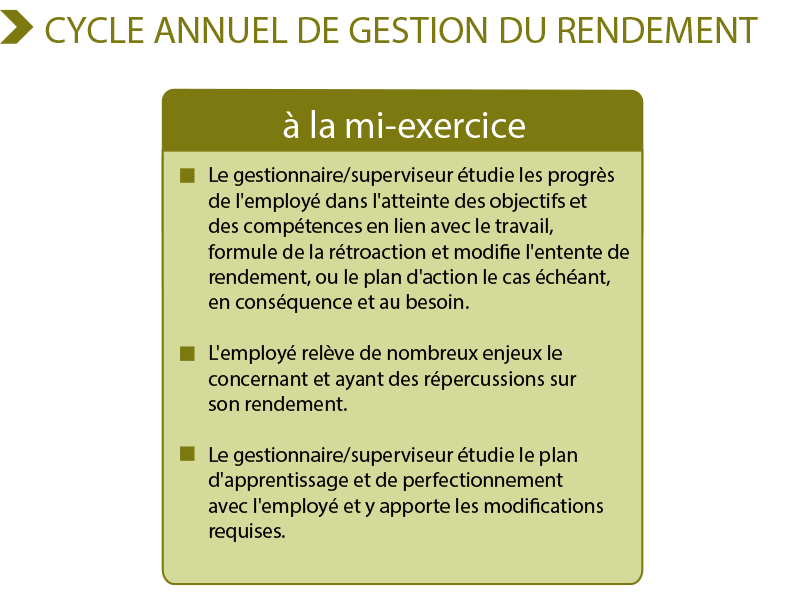 CYCLE ANNUEL DE GESTION DU RENDEMENT
à la mi-exercice
Le gestionnaire/superviseur étudie les progrès
de l'employé dans l'atteinte des objectifs et
des compétences en lien avec le travail,
formule de la rétroaction et modifie l'entente de
rendement, ou le plan d'action le cas échéant,
en conséquence et au besoin.
L'employé relève de nombreux enjeux le
concernant et ayant des répercussions sur
son rendement.
Le gestionnaire/superviseur étudie le plan
d'apprentissage et de perfectionnement
avec l'employé et y apporte les modifications
requises.